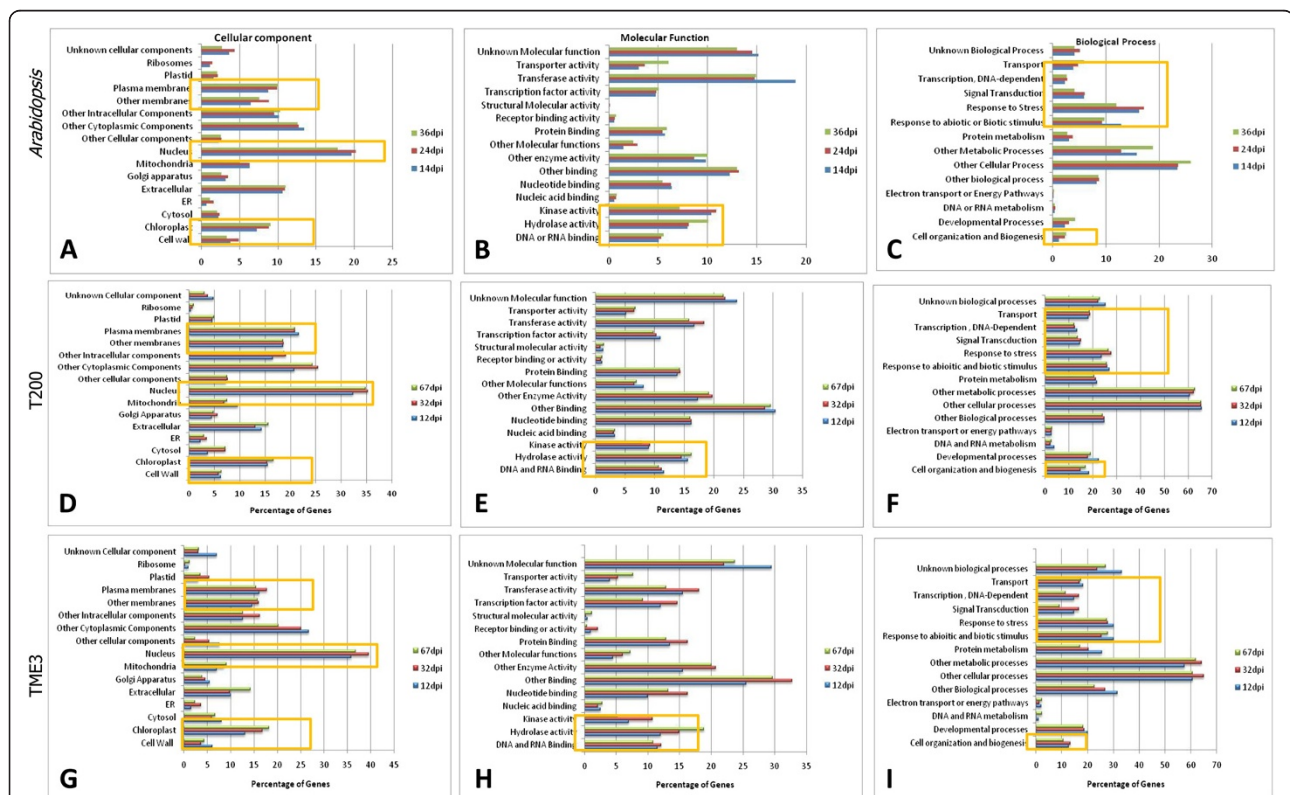 Arabidopsis
Cellular component
Unknown cellular components
Ribosomes
Plastid
Plasma membrane
Other membrane
Other Intracellular Components
Other Cytoplasmic Components
Other Cellular components
Nucleu
Mitochondria
Golgi apparatus
Extracellular
ER
Cytosol
Chloroplast
Cell wall
0 5 10 15 20 25
36dpi
24dpi
14dpi
A
Molecular Function
Unknown Molecular function
Transporter activity
Transferase activity
Transcription factor activity
Structural Molecular activity
Receptor binding activity
Protein Binding
Other Molecular functions
Other enzyme activity
Other binding
Nucleotide binding
Nucleic acid binding
Kinase activity
Hydrolase activity
DNA or RNA binding
0 5 10 15 20
36dpi
24dpi
14dpi
B
Biological Process
Unknown Biological Process
Transport
Transcription, DNA-dependent
Signal Transduction
Response to Stress
Response to abiotic or Biotic stimulus
Protein metabolism
Other Metabolic Processes
Other Cellular Process
Other biological process
Electron transport or Energy Pathways
DNA or RNA metabolism
Developmental Processes
Cell organization and Biogenesis
0 10 20 30
36dpi
24dpi
14dpi
C
T200
Unknown Cellular component
Ribosome
Plastid
Plasma membranes
Other membranes
Other Intracellular components
Other Cytoplasmic Components
Other cellular components
Nucleu
Mitochondria
Golgi Apparatus
Extracellular
ER
Cytosol
Chloroplast
Cell Wall
0 5 10 15 20 25 30 35 40
Percentage of Genes
67dpi
32dpi
12dpi
D
Unknown Molecular function
Transporter activity
Transferase activity
Transcription factor activity
Structural molecular activity
Receptor binding or activity
Protein Binding
Other Molecular functions
Other Enzyme Activity
Other Binding
Nucleotide binding
Nucleic acid binding
Kinase activity
Hydrolase activity
DNA and RNA Binding
0 5 10 15 20 25 30 35
Percentage of Genes
67dpi
32dpi
12dpi
E
Unknown biological processes
Transport
Transcription , DNA-Dependent
Signal Transcduction
Response to stress
Response to abioitic and biotic stimulus
Protein metabolism
Other metabolic processes
Other cellular processes
Other Biological processes
Electron transport or energy pathways
DNA and RNA metabolism
Developmental processes
Cell organization and biogenesis
0 10 20 30 40 50 60 70
Percentage of Genes
67dpi
32dpi
12dpi
F
TME3
Unknown Cellular component
Ribosome
Plastid
Plasma membranes
Other membranes
Other Intracellular components
Other Cytoplasmic Components
Other cellular components
Nucleus
Mitochondria
Golgi Apparatus
Extracellular
ER
Cytosol
Chloroplast
Cell Wall
0 5 10 15 20 25 30 35 40 45
Percentage of Genes
67dpi
32dpi
12dpi
G
Unknown Molecular function
Transporter activity
Transferase activity
Transcription factor activity
Structural molecular activity
Receptor binding or activity
Protein Binding
Other Molecular functions
Other Enzyme Activity
Other Binding
Nucleotide binding
Nucleic acid binding
Kinase activity
Hydrolase activity
DNA and RNA Binding
0 5 10 15 20 25 30 35
Percentage of Genes
67dpi
32dpi
12dpi
H
Unknown biological processes
Transport
Transcription, DNA-Dependent
Signal Transcduction
Response to stress
Response to abioitic and biotic stimulus
Protein metabolism
Other metabolic processes
Other cellular processes
Other Biological processes
Electron transport or energy pathways
DNA and RNA metabolism
Developmental processes
Cell organization and biogenesis
0 10 20 30 40 50 60 70
Percentage of Genes
67dpi
32dpi
12dpi
I